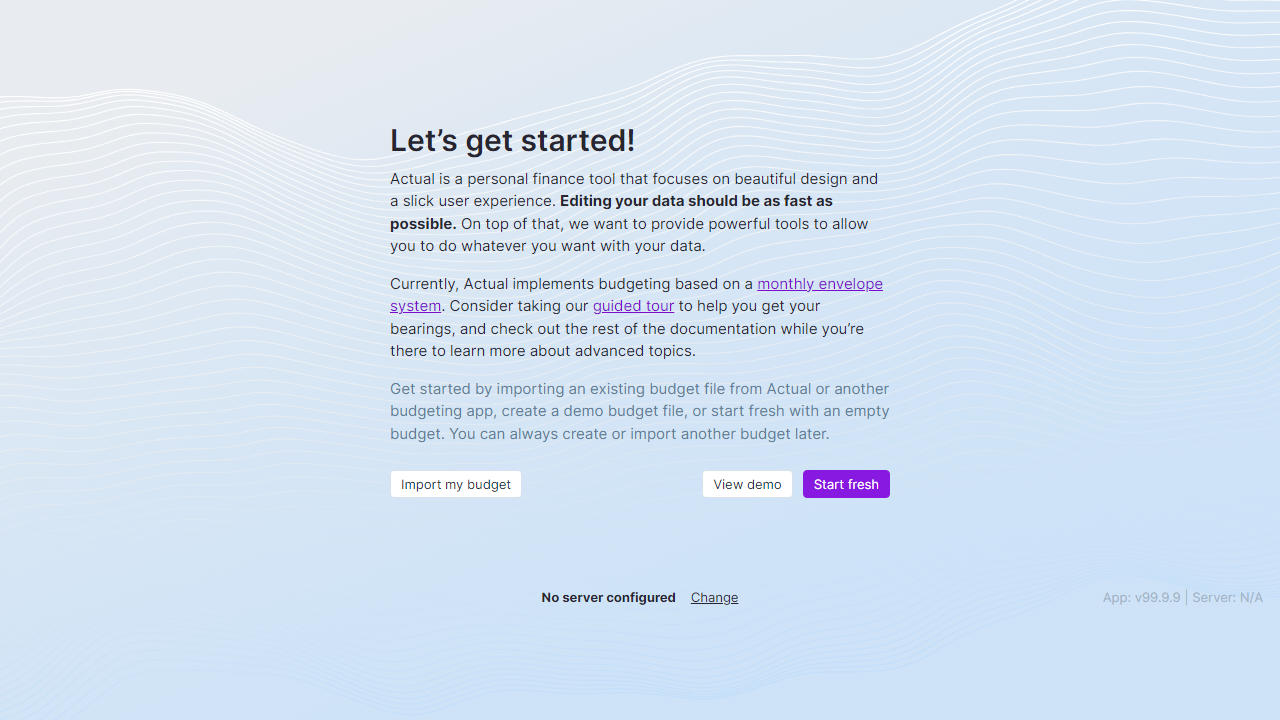 Let’s get started!
Actual is a personal finance tool that focuses on beautiful design and
a slick user experience. Editing your data should be as fast as
possible. On top of that, we want to provide powerful tools to allow
you to do whatever you want with your data.
Currently, Actual implements budgeting based on a monthly envelope
system. Consider taking our guided tour to help you get your
bearings, and check out the rest of the documentation while you’re
there to learn more about advanced topics.
Get started by importing an existing budget file from Actual or another
budgeting app, create a demo budget file, or start fresh with an empty
budget. You can always create or import another budget later.
Import my budget View demo Start fresh
No server configured Change App: v99.9.9 | Server: N/A